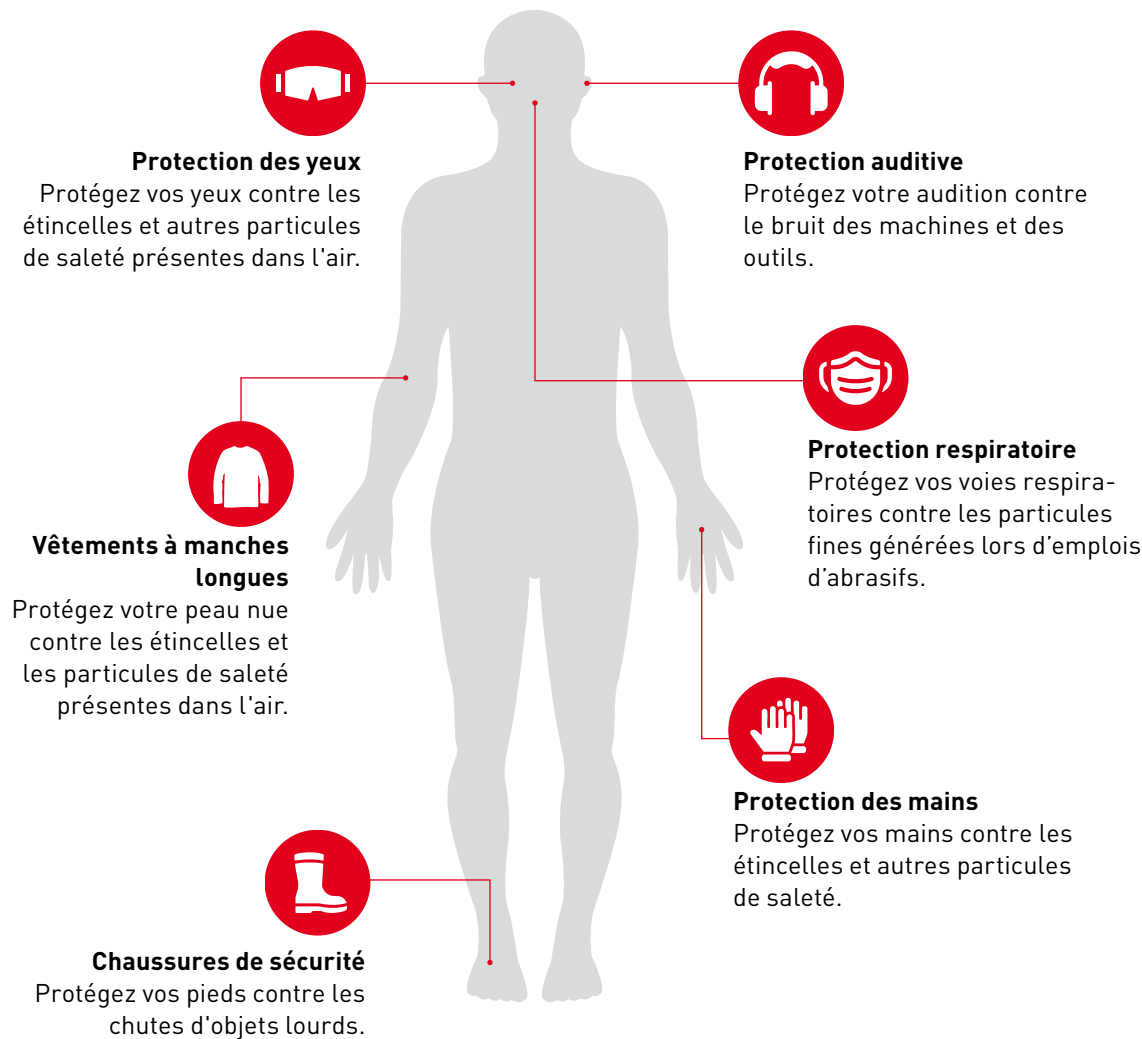 Protection des yeux
Protégez vos yeux contre les
étincelles et autres particules
de saleté présentes dans l'air.
Protection auditive
Protégez votre audition contre
le bruit des machines et des
outils.
Protection respiratoire
Protégez vos voies respira-
toires contre les particules
fines générées lors d’emplois
d’abrasifs.
Vêtements à manches
longues
Protégez votre peau nue
contre les étincelles et
les particules de saleté
présentes dans l'air.
Protection des mains
Protégez vos mains contre les
étincelles et autres particules
de saleté.
Chaussures de sécurité
Protégez vos pieds contre les
chutes d'objets lourds.